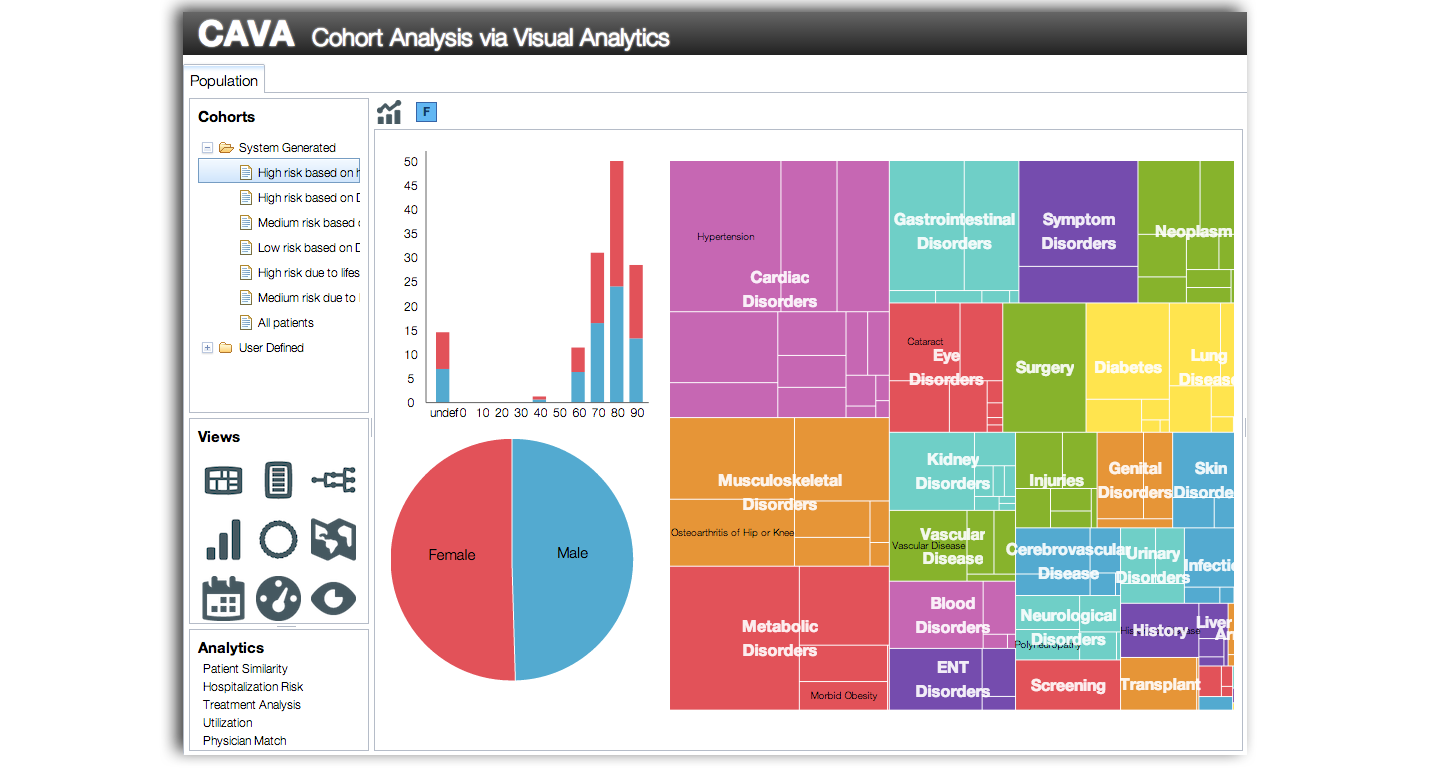 CAVA Cohort Analysis via Visual Analytics
Population
Cohorts
System Generated
High risk based on h
High risk based on D
Medium risk based
Low risk based on D
High risk due to lifes
Medium risk due to
All patients
User Defined
Views
Analytics
Patient Similarity
Hospitalization Risk
Treatment Analysis
Utilization
Physician Match
F
50
45
40
35
30
25
20
15
10
5
0
undef 0 10 20 30 40 50 60 70 80 90
Female
Male
Hypertension
Cardiac
Disorders
Musculoskeletal
Disorders
Osteoarthritis of Hip or Knee
Metabolic
Disorders
Morbid Obesity
Gastrointestinal
Disorders
Symptom
Disorders
Neoplasm
Cataract
Eye
Disorders
Surgery
Diabetes
Lung
Disease
Kidney
Disorders
Injuries
Genital
Disorders
Skin
Disorde
Vascular
Disease
Vascular Disease
Cerebrovascular
Disease
Urinary
Disorders
Infectio
Blood
Disorders
Neurological
Disorders
Polyneuropathy
History
Liver
An
ENT
Disorders
Screening
Transplant